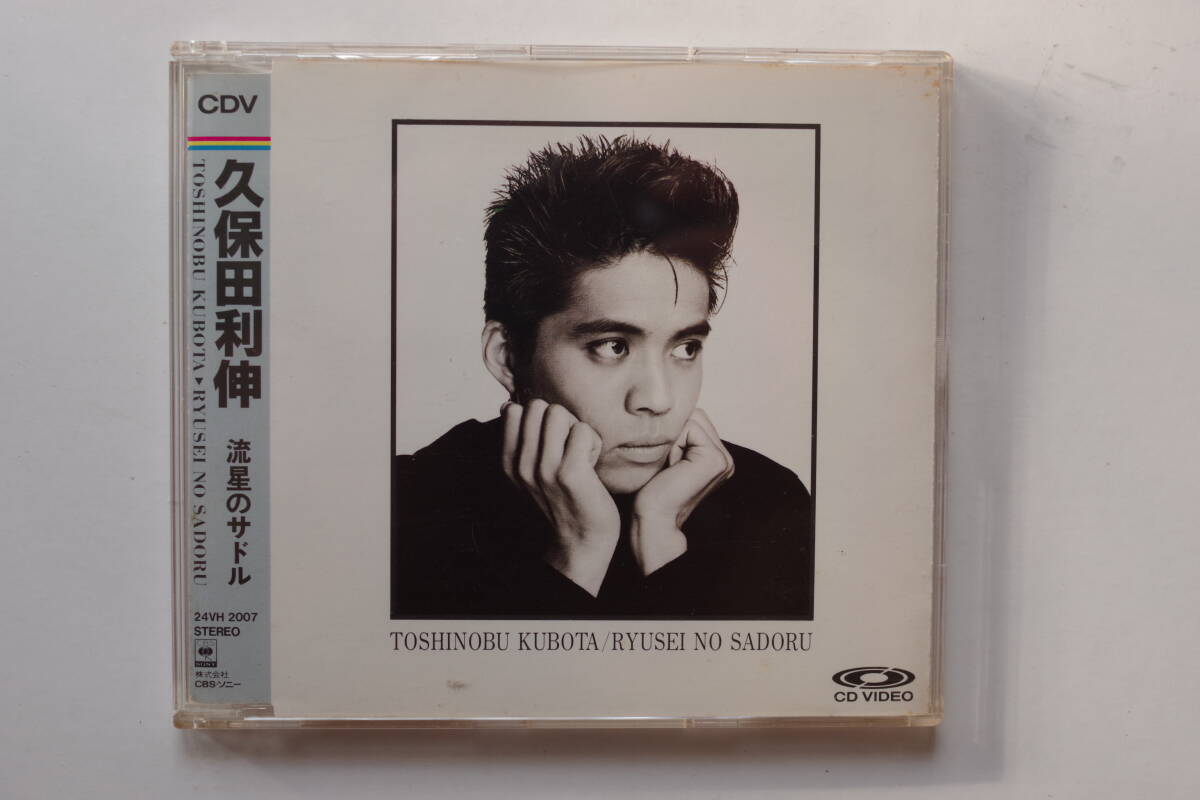 CDV
久保田利伸
流星のサドル
TOSHINOBU KUBOTA▶RYUSEI NO SADORU
24VH 2007
STEREO
CBS
SONY
株式会社
CBS・ソニー
TOSHINOBU KUBOTA/RYUSEI NO SADORU
CD VIDEO